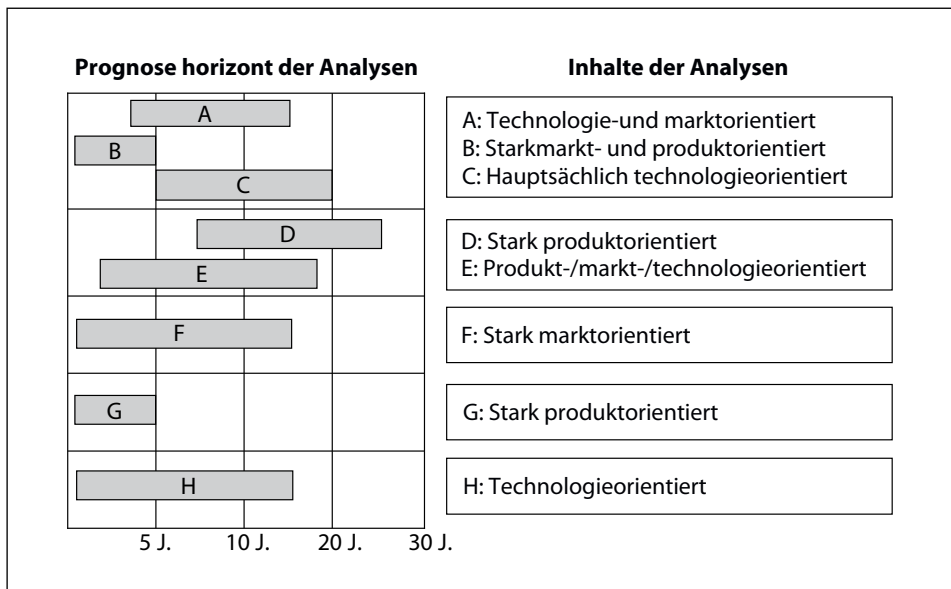 Prognose horizont der Analysen
Inhalte der Analysen
A
B
C
A: Technologie-und marktorientiert
B: Starkmarkt- und produktorientiert
C: Hauptsächlich technologieorientiert
D
E
D: Stark produktorientiert
E: Produkt-/markt-/technologieorientiert
F
F: Stark marktorientiert
G
G: Stark produktorientiert
H
H: Technologieorientiert
5 J.
10 J.
20 J.
30 J.